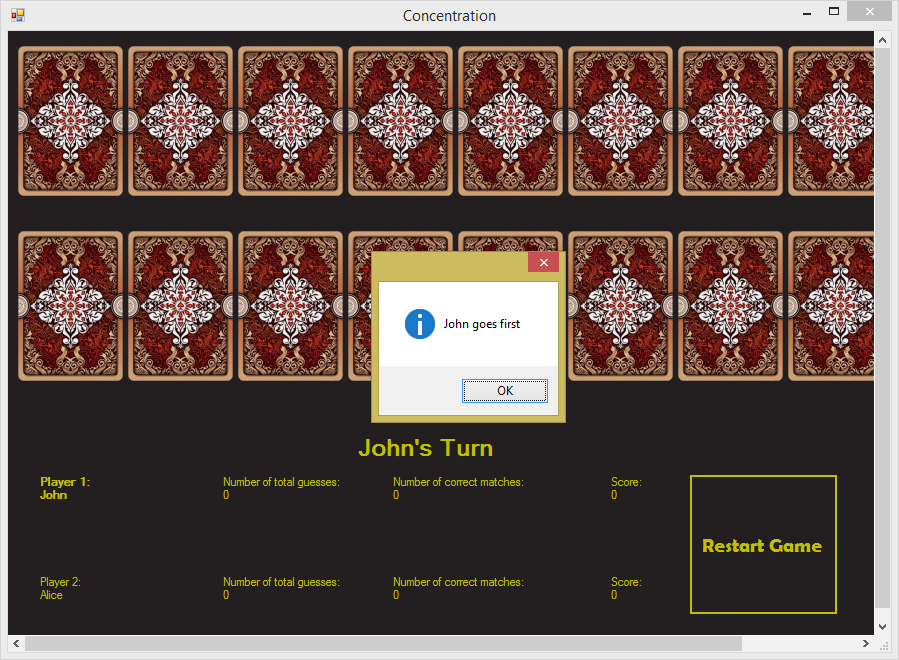 Concentration
John goes first
OK
John's Turn
Player 1:
John
Number of total guesses:
0
Number of correct matches:
0
Score:
0
Restart Game
Player 2:
Alice
Number of total guesses:
0
Number of correct matches:
0
Score:
0